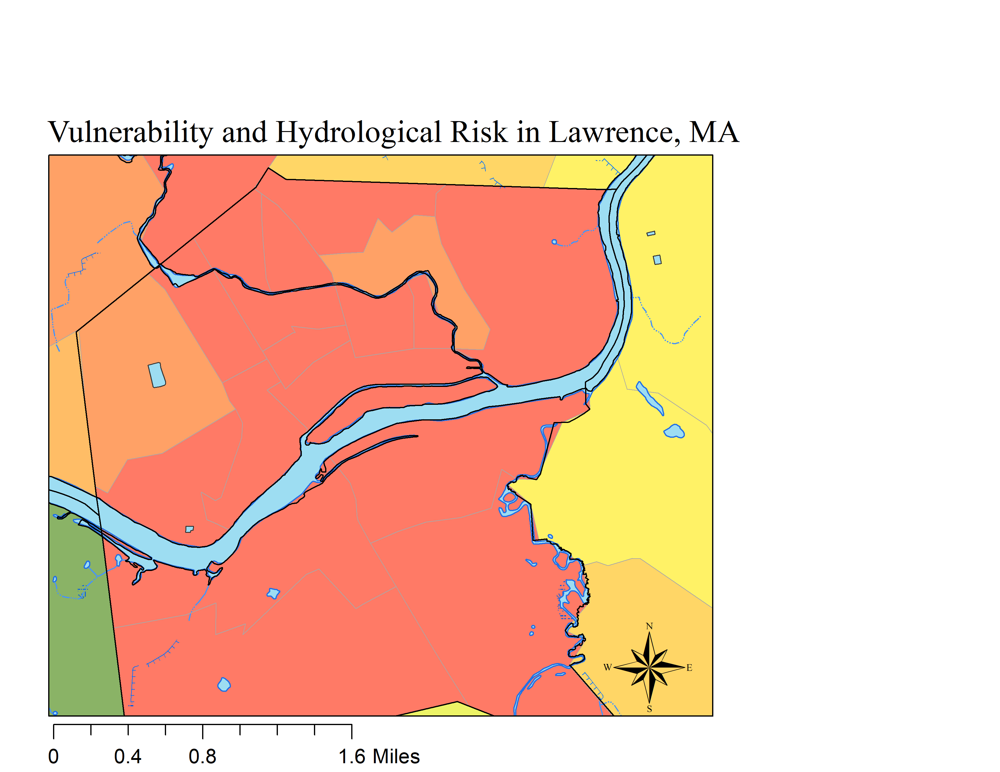 Vulnerability and Hydrological Risk in Lawrence, MA
N
W E
S
0 0.4 0.8 1.6 Miles